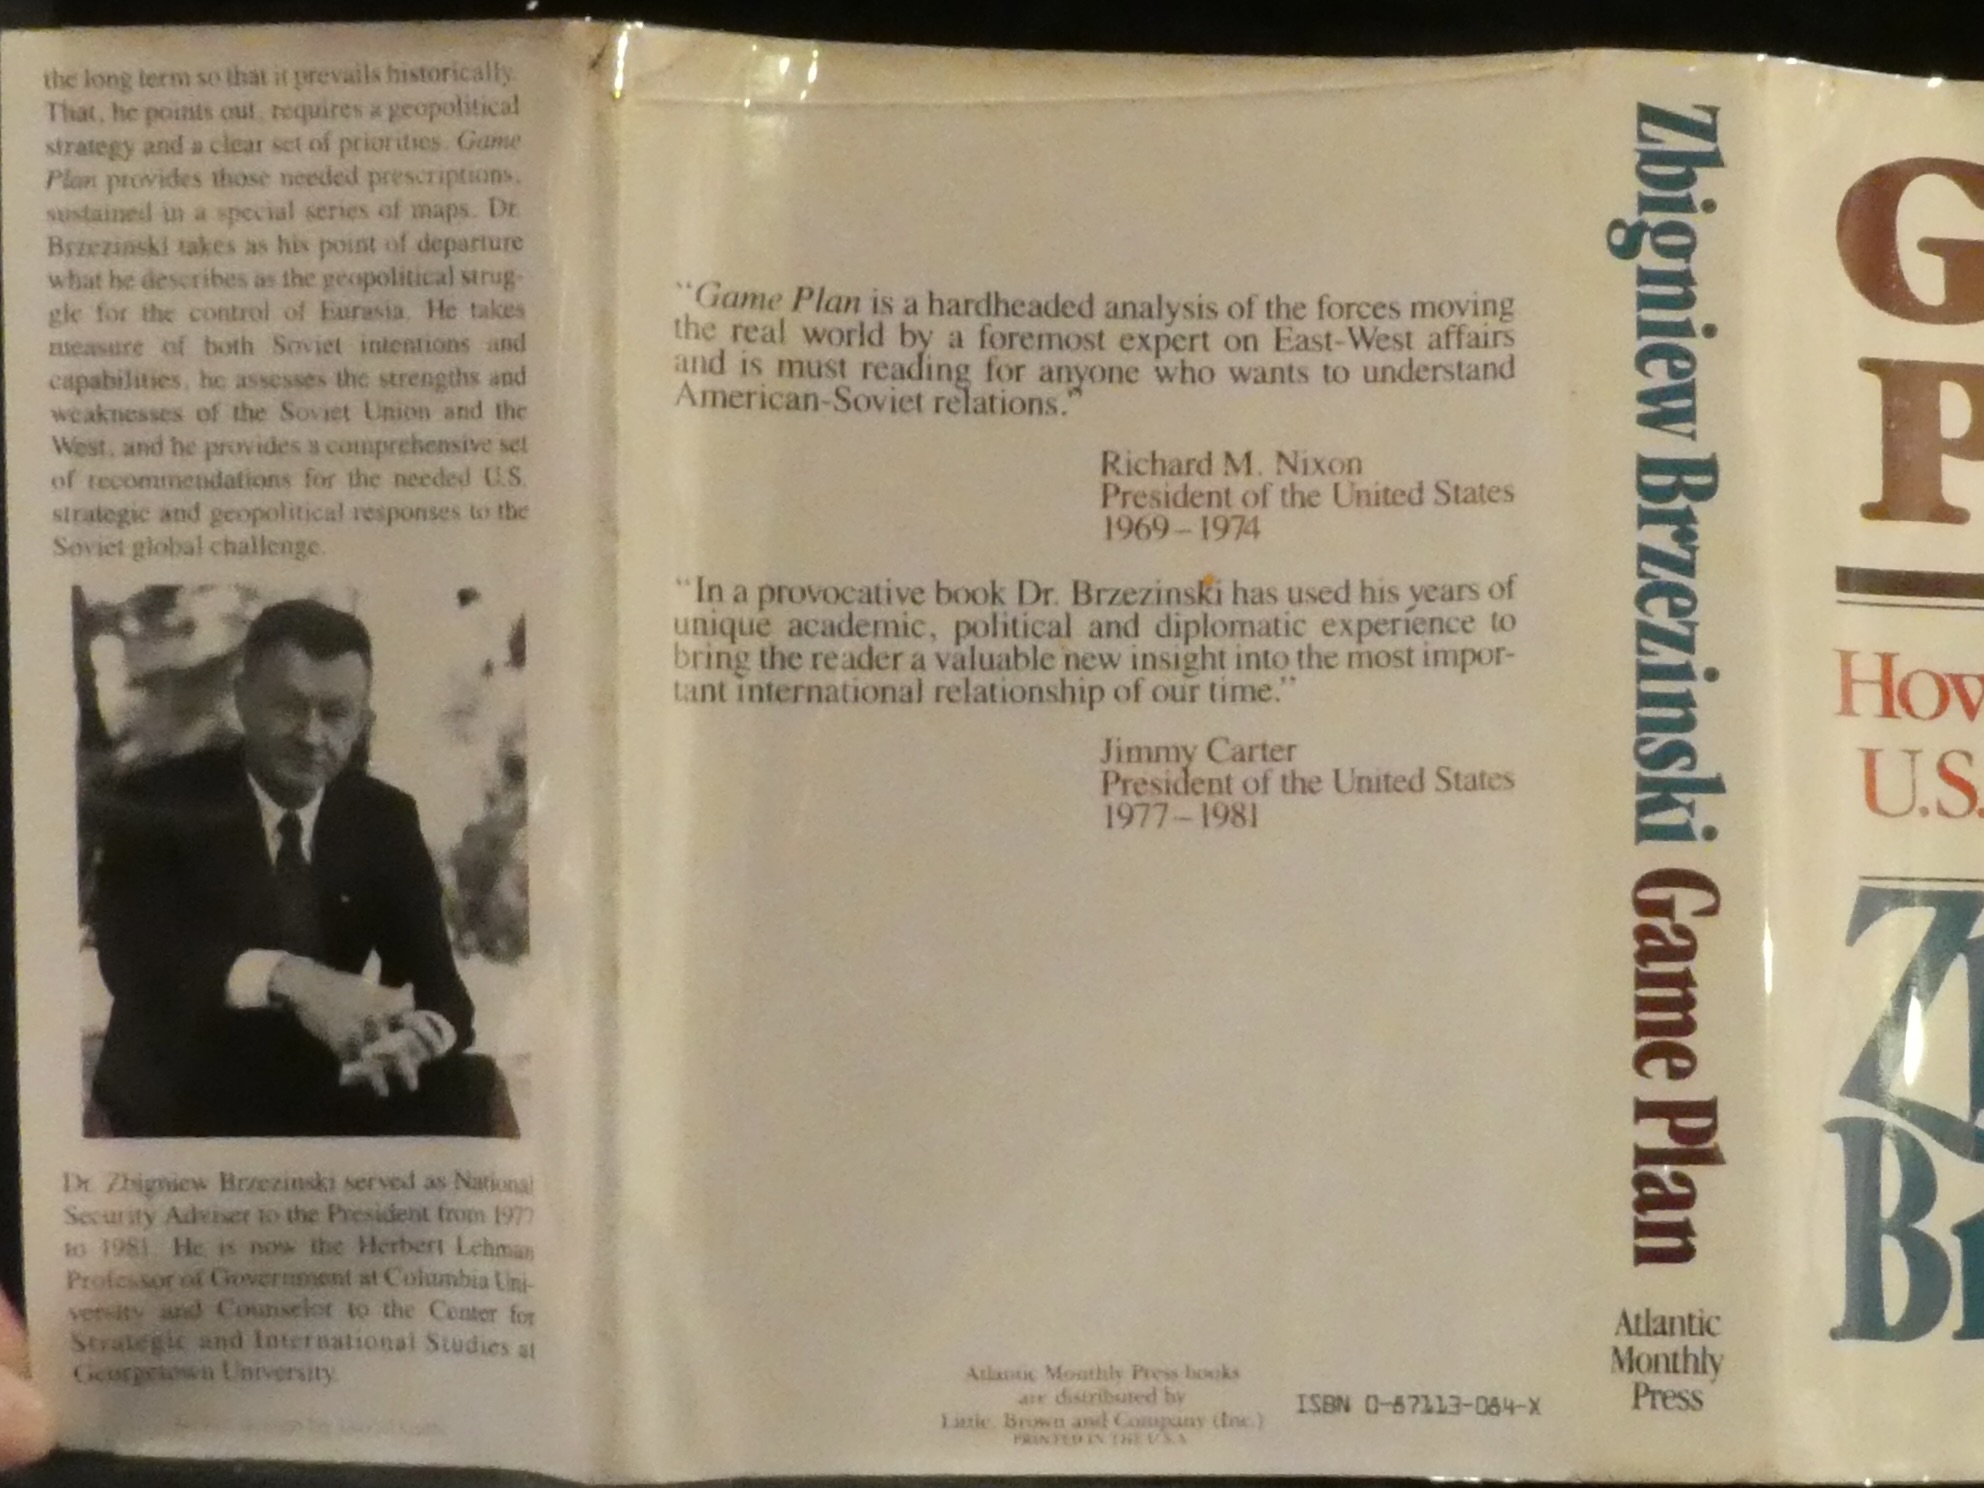 the long term so that it prevails historically.
That, he points out, requires a geopolitical
strategy and a clear set of priorities. Game
Plan provides those needed prescriptions,
sustained in a special series of maps. Dr.
Brzezinski takes as his point of departure
what he describes as the geopolitical strug-
gle for the control of Eurasia. He takes
measure of both Soviet intentions and
capabilities, he assesses the strengths and
weaknesses of the Soviet Union and the
West, and he provides a comprehensive set
of recommendations for the needed U.S.
strategic and geopolitical responses to the
Soviet global challenge.
Dr. Zbigniew Brzezinski served as National
Security Adviser to the President from 1977
to 1981. He is now the Herbert Lehman
Professor of Government at Columbia Uni-
versity and Counselor to the Center for
Strategic and International Studies at
Georgetown University.
"Game Plan is a hardheaded analysis of the forces moving
the real world by a foremost expert on East-West affairs
and is must reading for anyone who wants to understand
American-Soviet relations."
Richard M. Nixon
President of the United States
1969–1974
"In a provocative book Dr. Brzezinski has used his years of
unique academic, political and diplomatic experience to
bring the reader a valuable new insight into the most impor-
tant international relationship of our time."
Jimmy Carter
President of the United States
1977–1981
Atlantic Monthly Press books
are distributed by
Little, Brown and Company (Inc.)
PRINTED IN THE U.S.A.
ISBN 0-87113-084-X
Zbigniew Brzezinski Game Plan
Atlantic
Monthly
Press
G
P
How
U.S.
Zb
Br